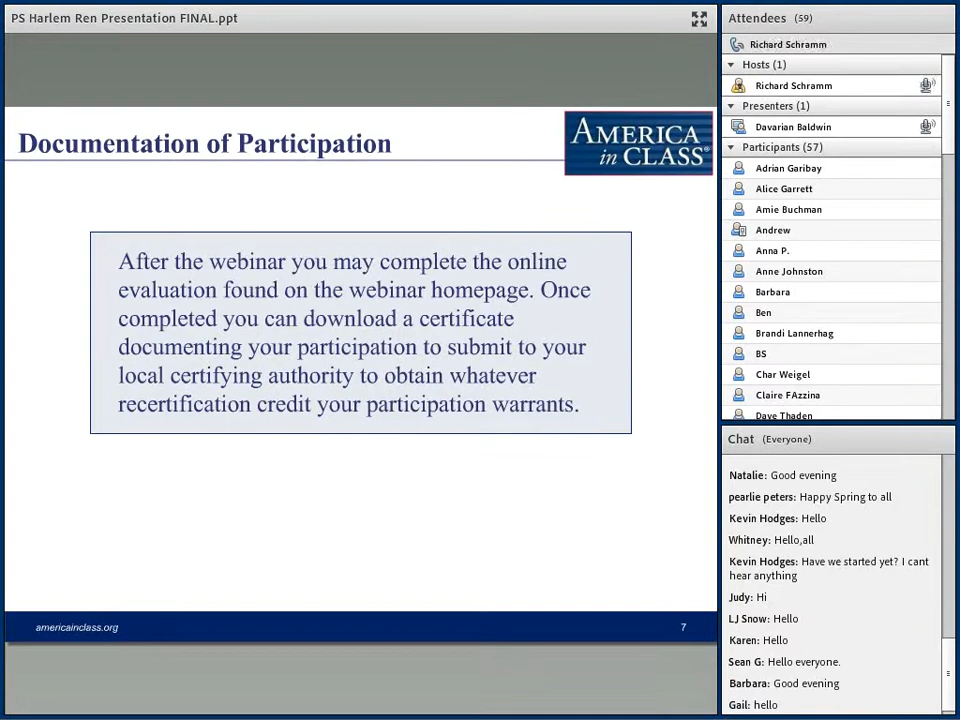 PS Harlem Ren Presentation FINAL.ppt
Documentation of Participation
AMERICA
in CLASS®
After the webinar you may complete the online
evaluation found on the webinar homepage. Once
completed you can download a certificate
documenting your participation to submit to your
local certifying authority to obtain whatever
recertification credit your participation warrants.
americainclass.org
7
Attendees (59)
Richard Schramm
Hosts (1)
Richard Schramm
Presenters (1)
Davarian Baldwin
Participants (57)
Adrian Garibay
Alice Garrett
Amie Buchman
Andrew
Anna P.
Anne Johnston
Barbara
Ben
Brandi Lannerhag
BS
Char Weigel
Claire FAzzina
Dave Thaden
Chat (Everyone)
Natalie: Good evening
pearlie peters: Happy Spring to all
Kevin Hodges: Hello
Whitney: Hello,all
Kevin Hodges: Have we started yet? I cant
hear anything
Judy: Hi
LJ Snow: Hello
Karen: Hello
Sean G: Hello everyone.
Barbara: Good evening
Gail: hello